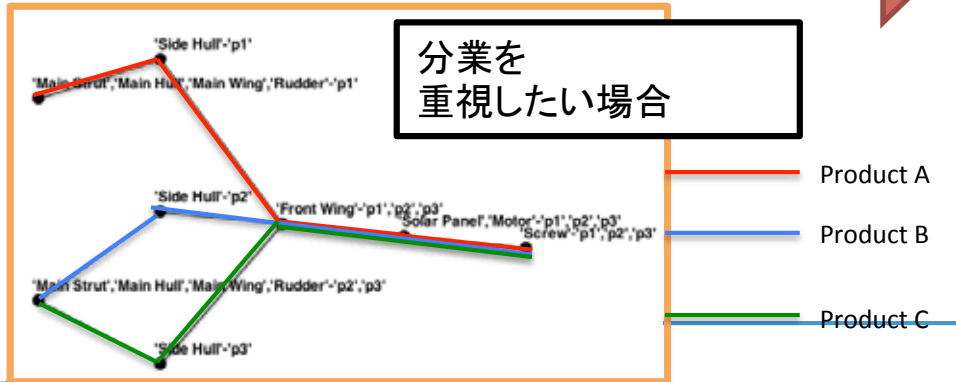 'Side Hull'-'p1'
'Main Strut','Main Hull','Main Wing','Rudder'-'p1'
分業を
重視したい場合
Product A
'Side Hull'-'p2'
'Front Wing'-'p1','p2','p3'
'Solar Panel','Motor'-'p1','p2','p3'
'Screw'-'p1','p2','p3'
Product B
'Main Strut','Main Hull','Main Wing','Rudder'-'p2','p3'
Product C
'Side Hull'-'p3'